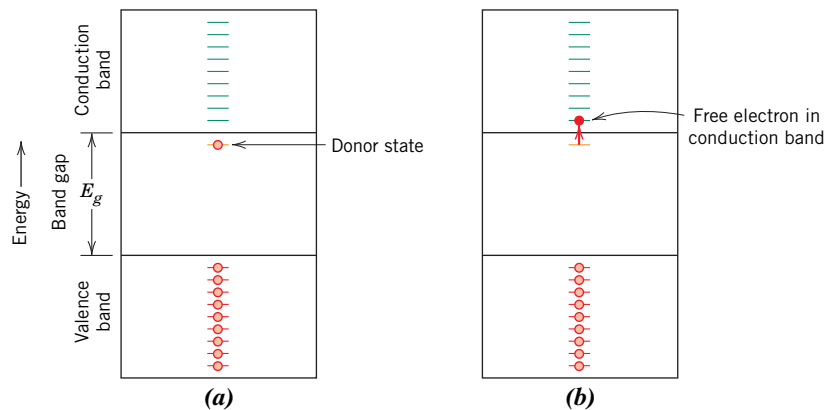 Conduction
band
Donor state
Free electron in
conduction band
Energy
Band gap
E_g
Valence
band
(a)
(b)